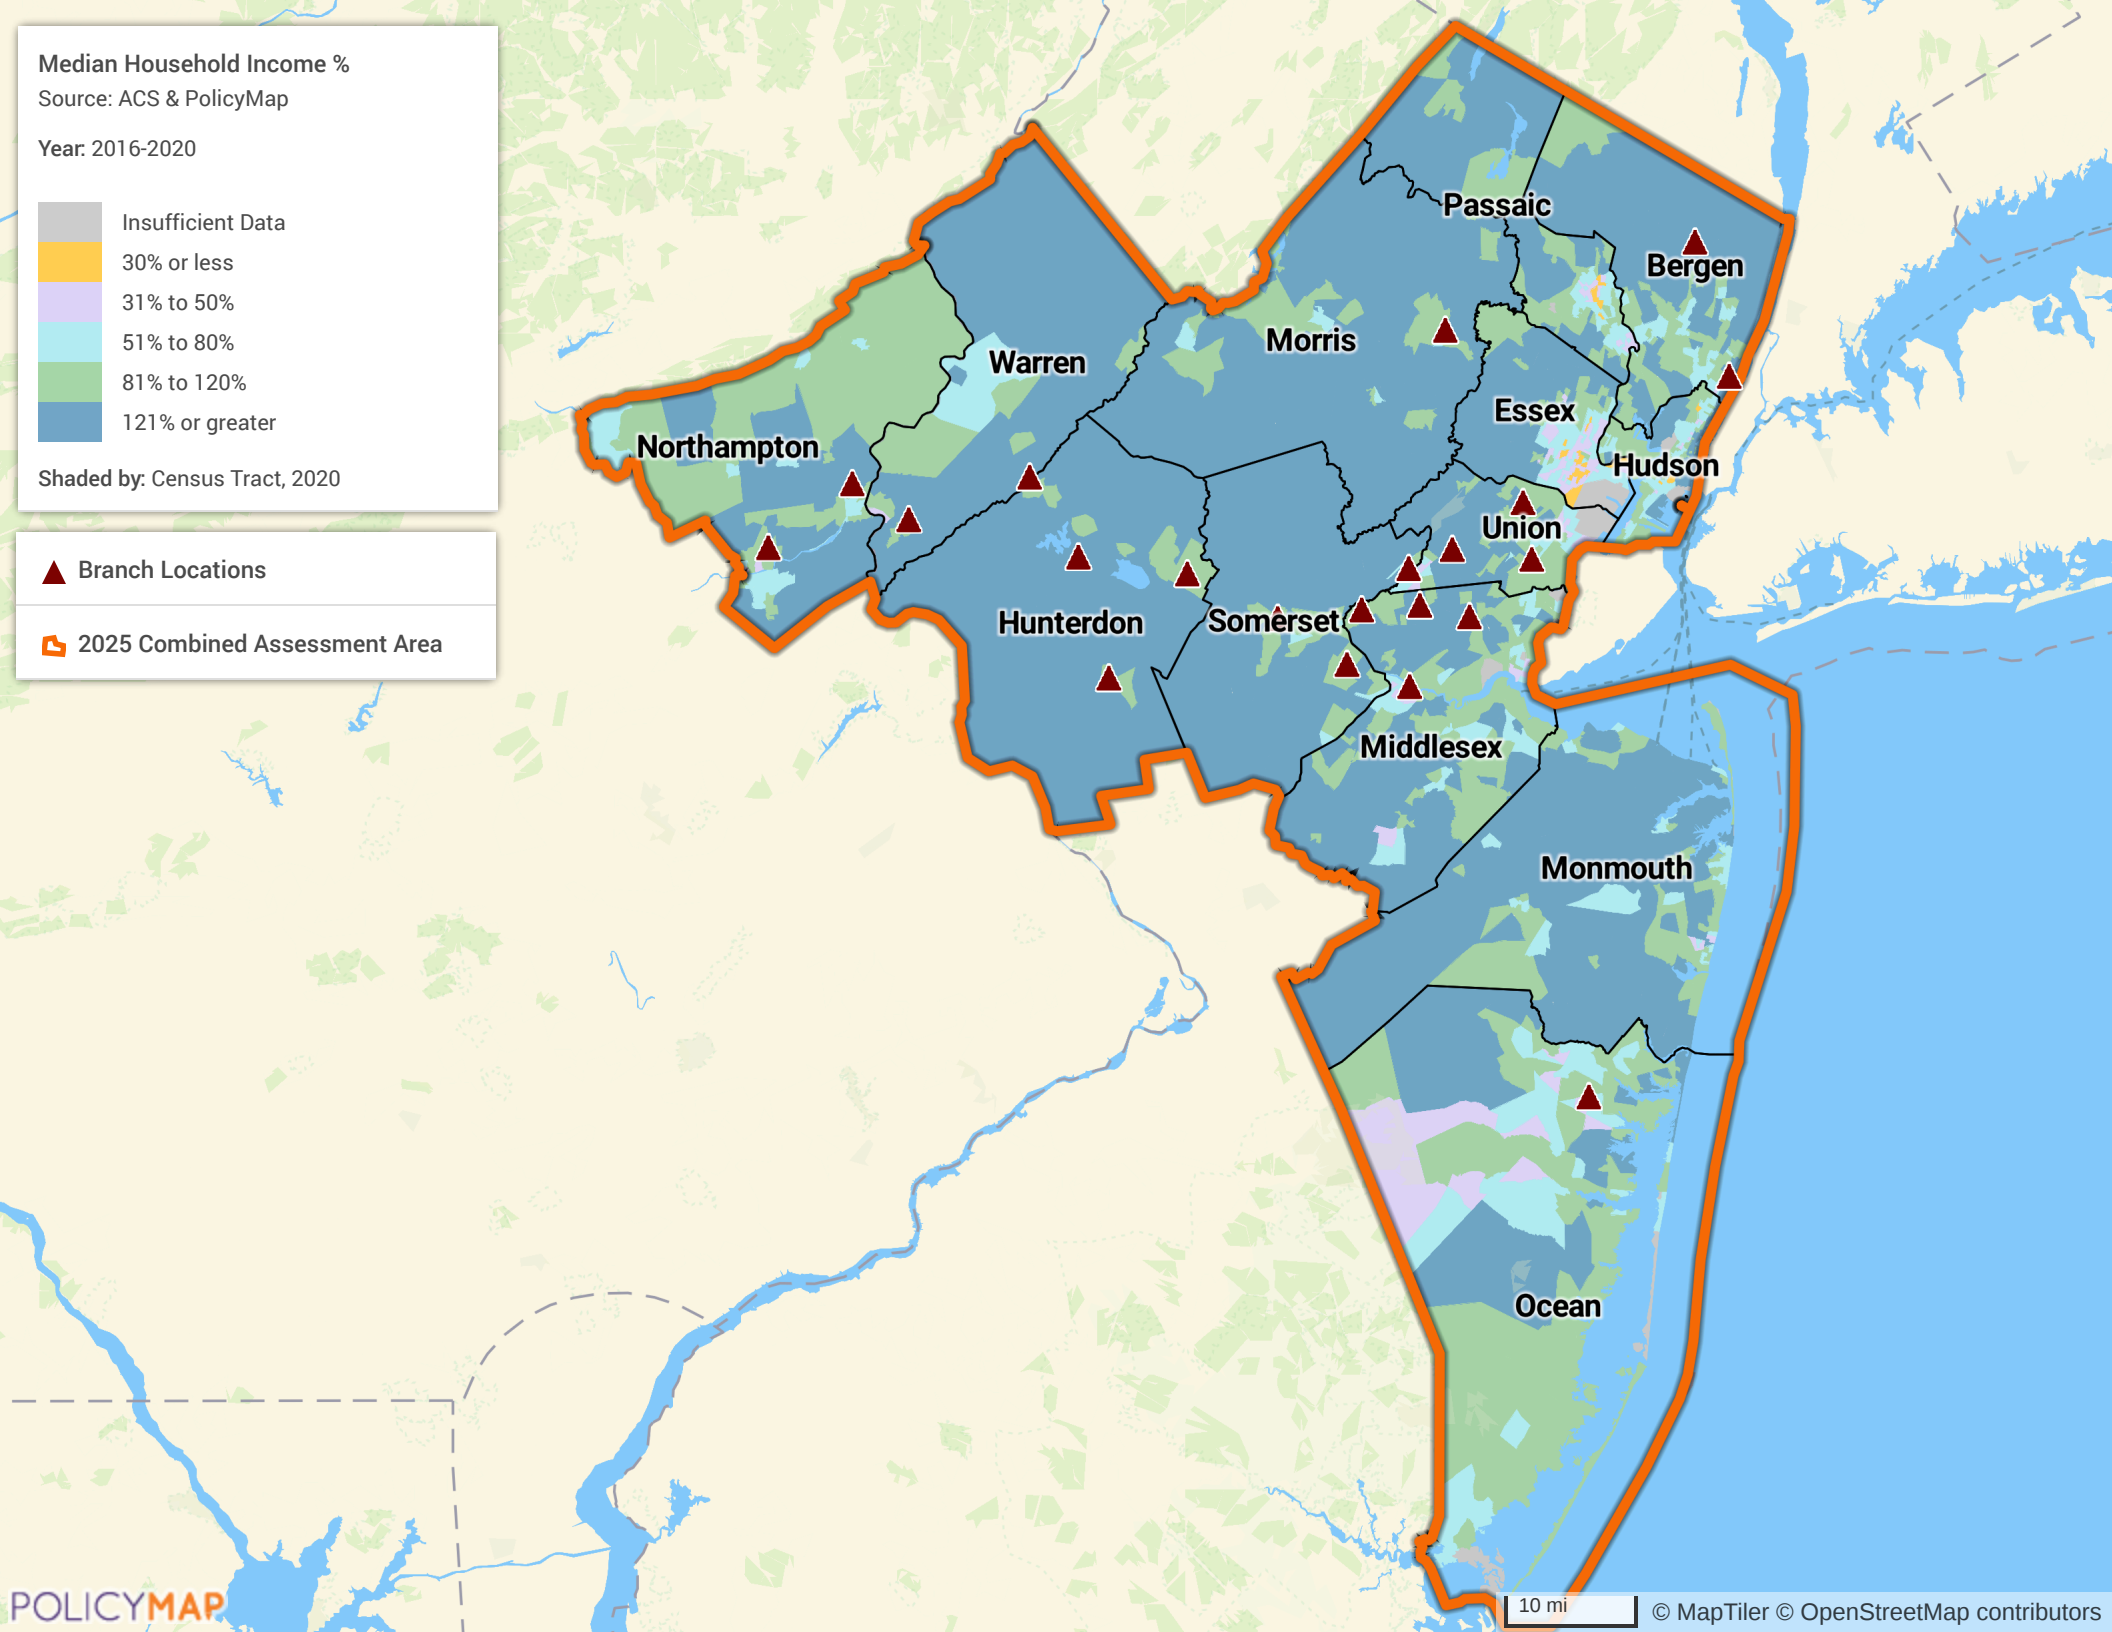 Median Household Income %
Source: ACS & PolicyMap
Year: 2016-2020
Insufficient Data
30% or less
31% to 50%
51% to 80%
81% to 120%
121% or greater
Shaded by: Census Tract, 2020
Branch Locations
2025 Combined Assessment Area
Passaic
Bergen
Morris
Warren
Essex
Northampton
Hudson
Union
Hunterdon
Somerset
Middlesex
Monmouth
Ocean
POLICYMAP
10 mi
© MapTiler © OpenStreetMap contributors